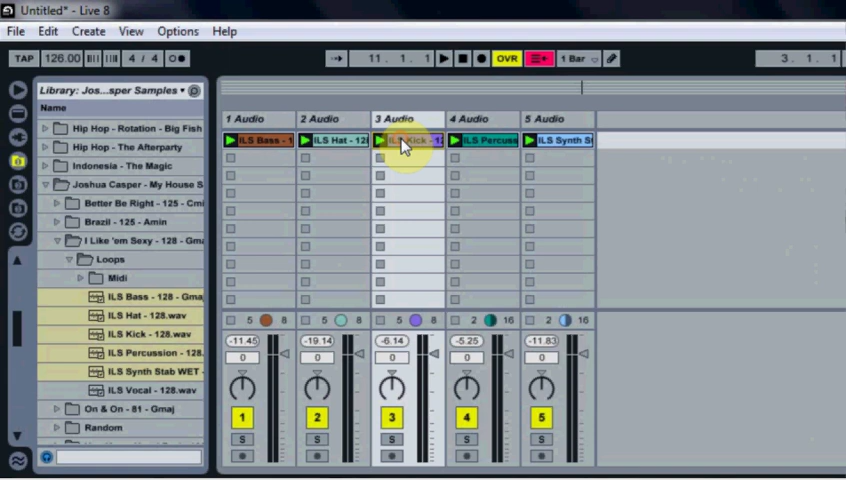 Untitled* - Live 8
File Edit Create View Options Help
TAP 126.00 4 / 4 11. 1. 1 OVR 1 Bar 3. 1. 1
Library: Jos...sper Samples
Name
Hip Hop - Rotation - Big Fish
Hip Hop - The Afterparty
Indonesia - The Magic
Joshua Casper - My House S
Better Be Right - 125 - Cmi
Brazil - 125 - Amin
I Like 'em Sexy - 128 - Gma
Loops
Midi
ILS Bass - 128 - Gma
ILS Hat - 128.wav
ILS Kick - 128.wav
ILS Percussion - 128.
ILS Synth Stab WET -
ILS Vocal - 128.wav
On & On - 81 - Gmaj
Random
1 Audio 2 Audio 3 Audio 4 Audio 5 Audio
ILS Bass - 1 ILS Hat - 128 ILS Kick - 12 ILS Percuss ILS Synth St
5 8 5 8 5 8 2 16 2 16
-11.45 -19.14 -6.14 -5.25 -11.83
0 0 0 0 0
1 2 3 4 5
S S S S S